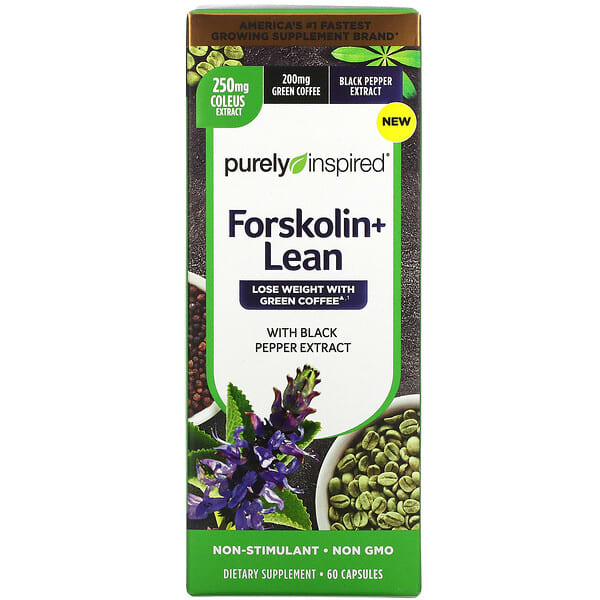 AMERICA'S #1 FASTEST
GROWING SUPPLEMENT BRAND*
250mg
COLEUS
EXTRACT
200mg
GREEN COFFEE
BLACK PEPPER
EXTRACT
NEW
purely inspired®
Forskolin+
Lean
LOSE WEIGHT WITH
GREEN COFFEE▲,1
WITH BLACK
PEPPER EXTRACT
NON-STIMULANT • NON GMO
DIETARY SUPPLEMENT • 60 CAPSULES